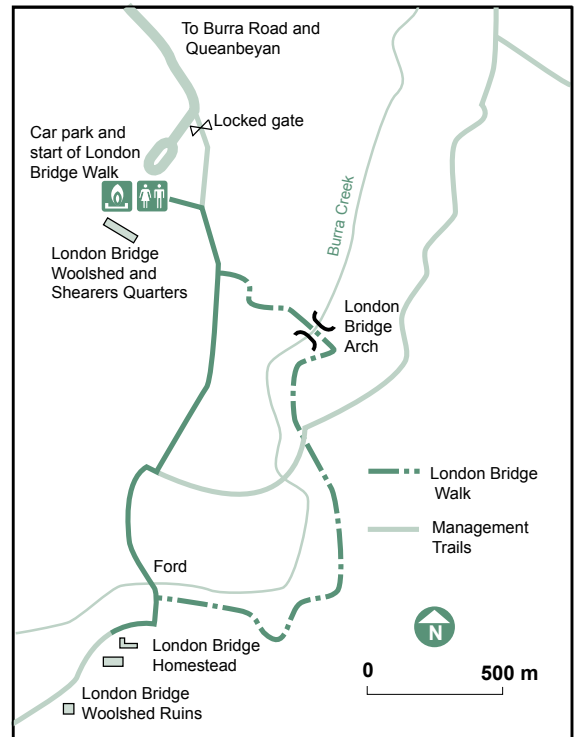 To Burra Road and
Queanbeyan
Locked gate
Car park and
start of London
Bridge Walk
London Bridge
Woolshed and
Shearers Quarters
Burra Creek
London
Bridge
Arch
London Bridge
Walk
Management
Trails
Ford
N
London Bridge
Homestead
0 500 m
London Bridge
Woolshed Ruins